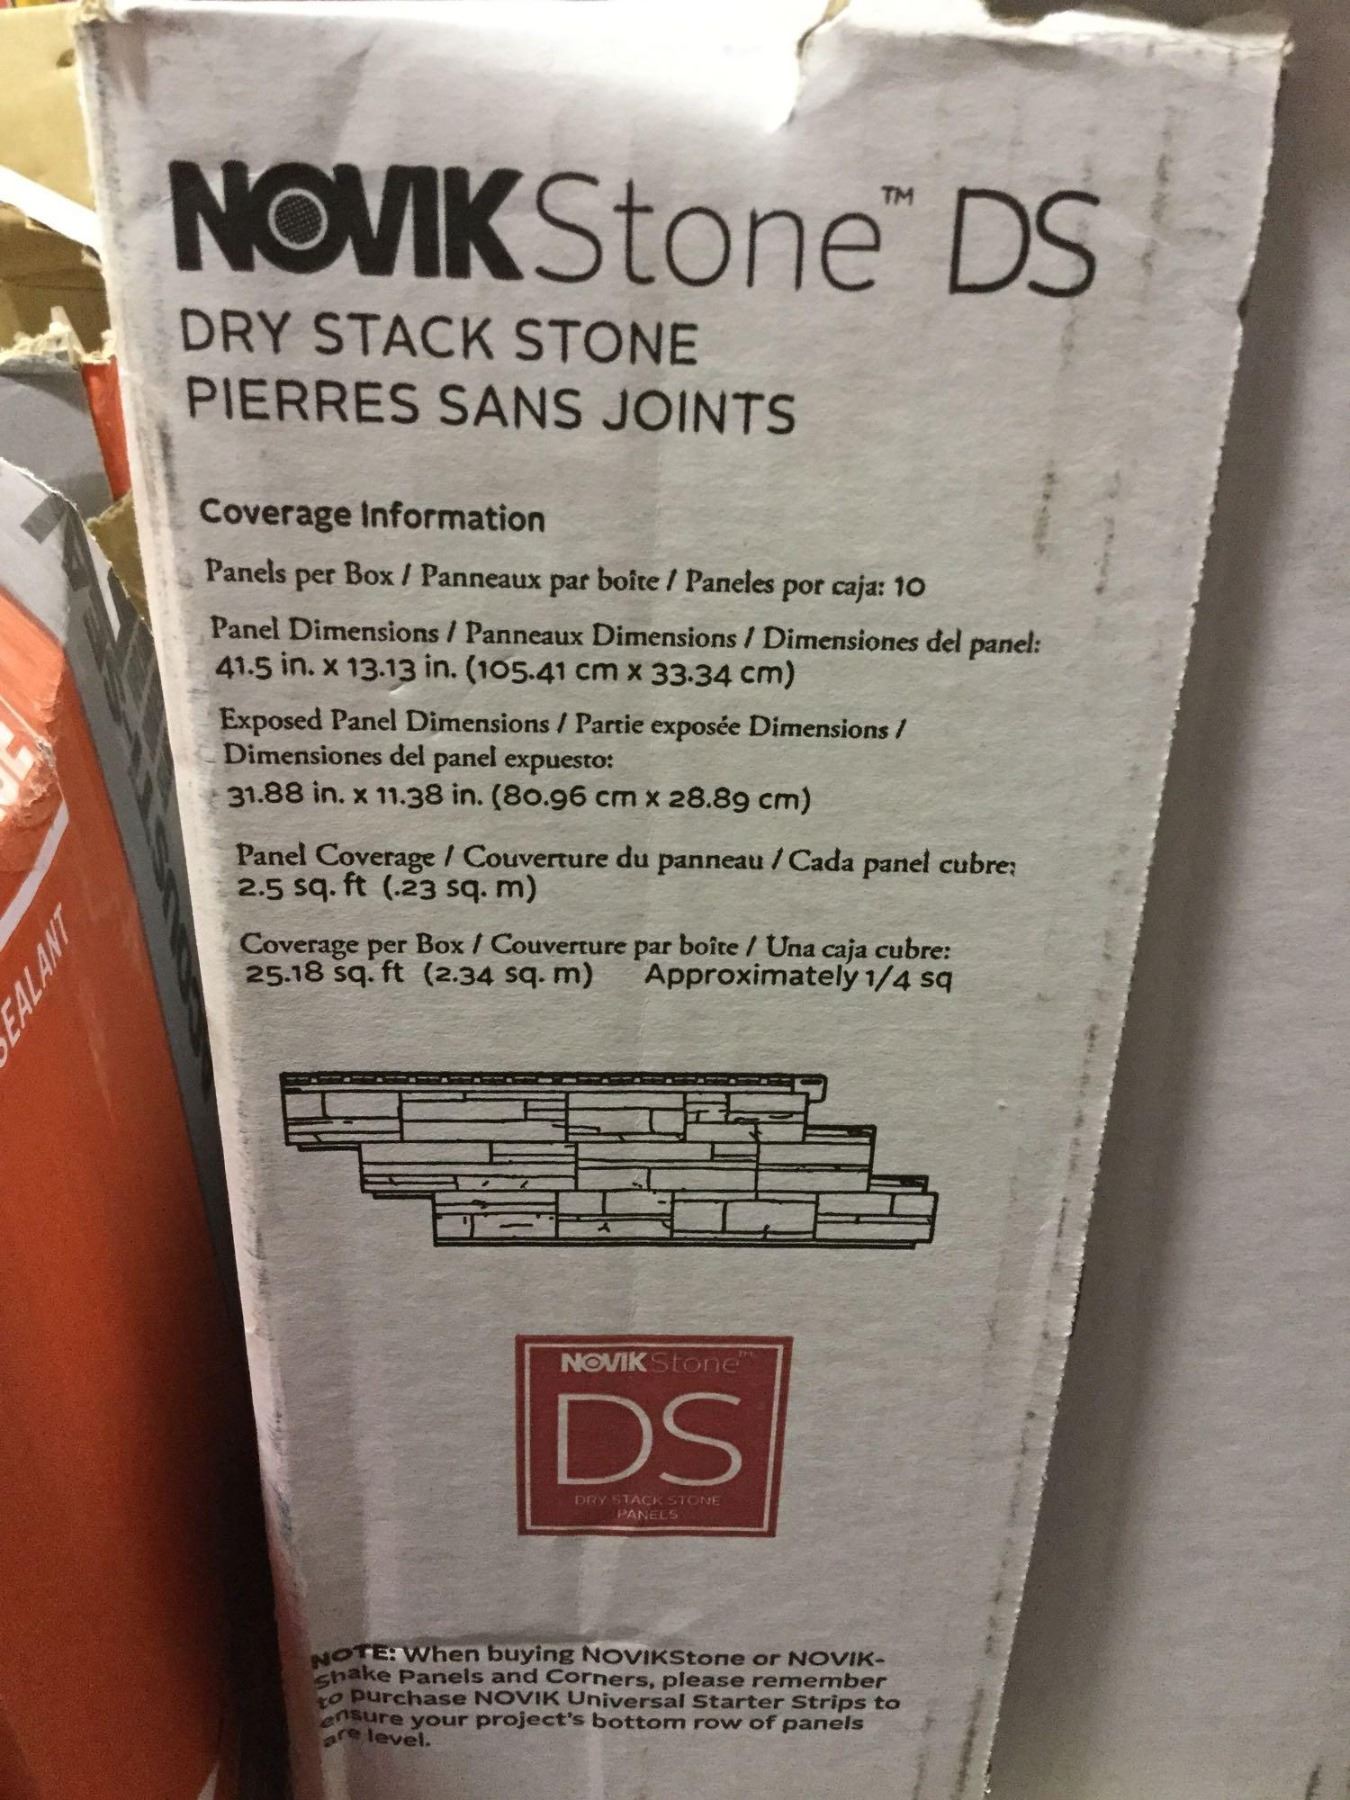 NOVIKStone™ DS
DRY STACK STONE
PIERRES SANS JOINTS
Coverage Information
Panels per Box / Panneaux par boîte / Paneles por caja: 10
Panel Dimensions / Panneaux Dimensions / Dimensiones del panel:
41.5 in. x 13.13 in. (105.41 cm x 33.34 cm)
Exposed Panel Dimensions / Partie exposée Dimensions /
Dimensiones del panel expuesto:
31.88 in. x 11.38 in. (80.96 cm x 28.89 cm)
Panel Coverage / Couverture du panneau / Cada panel cubre:
2.5 sq. ft (.23 sq. m)
Coverage per Box / Couverture par boîte / Una caja cubre:
25.18 sq. ft (2.34 sq. m) Approximately 1/4 sq
NOVIKStone™
DS
DRY STACK STONE
PANELS
NOTE: When buying NOVIKStone or NOVIK-
Shake Panels and Corners, please remember
to purchase NOVIK Universal Starter Strips to
ensure your project's bottom row of panels
are level.
SEALANT